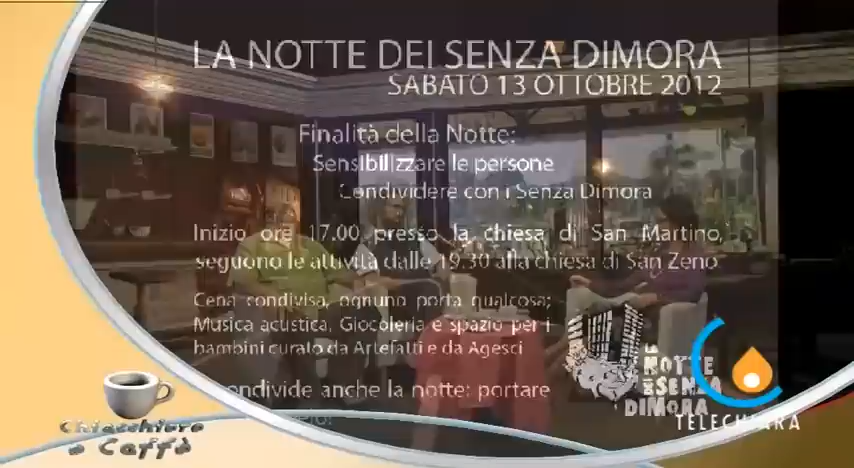 LA NOTTE DEI SENZA DIMORA
SABATO 13 OTTOBRE 2012
Finalità della Notte:
Sensibilizzare le persone
Condividere con i Senza Dimora
Inizio ore 17.00 presso la chiesa di San Martino,
seguono le attività dalle 19.30 alla chiesa di San Zeno
Cena condivisa, ognuno porta qualcosa;
Musica acustica, Giocoleria e spazio per i
bambini curato da Artefatti e da Agesci
condivide anche la notte: portare
NOTTE
DEI SENZA
DIMORA
TELECHIARA
Chiacchiere
e Caffè